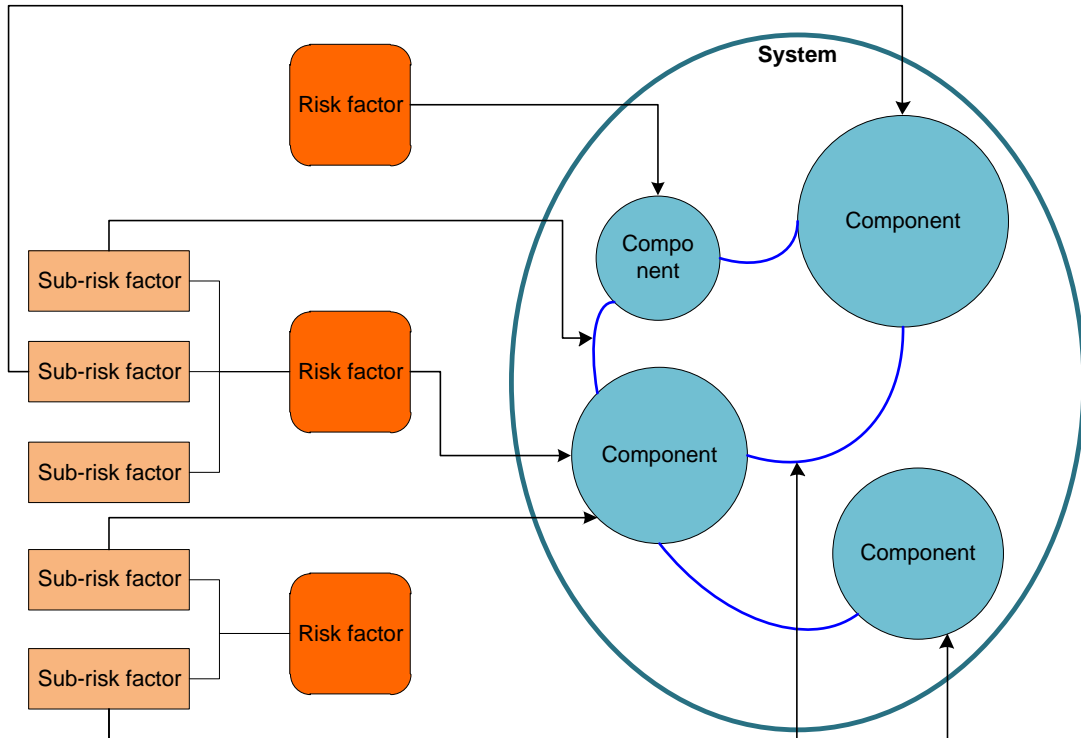 System
Risk factor
Component
Compo
nent
Sub-risk factor
Sub-risk factor
Risk factor
Sub-risk factor
Component
Component
Sub-risk factor
Risk factor
Sub-risk factor